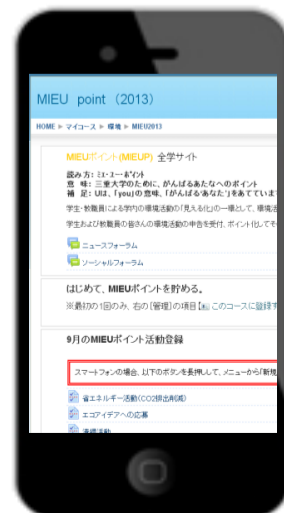 MIEU point（2013）
HOME ► マイコース ► 環境 ► MIEU2013
MIEUポイント(MIEUP) 全学サイト
読み方：ミエ・ユー・ポイント
意 味：三重大学のために、がんばるあなたへのポイント
補 足：Uは、「you」の意味、「がんばる・あなた」をあてていま
学生・教職員による学内の環境活動の「見える化」の一環として、環境活
学生および教職員の皆さんの環境活動の申告を受付、ポイント化してそ
ニュースフォーラム
ソーシャルフォーラム
はじめて、MIEUポイントを貯める。
※最初の1回のみ、右の[管理]の項目【 このコースに登録す
9月のMIEUポイント活動登録
スマートフォンの場合、以下のボタンを長押しして、メニューから「新規
省エネルギー活動(CO2排出削減)
エコアイデアへの応募